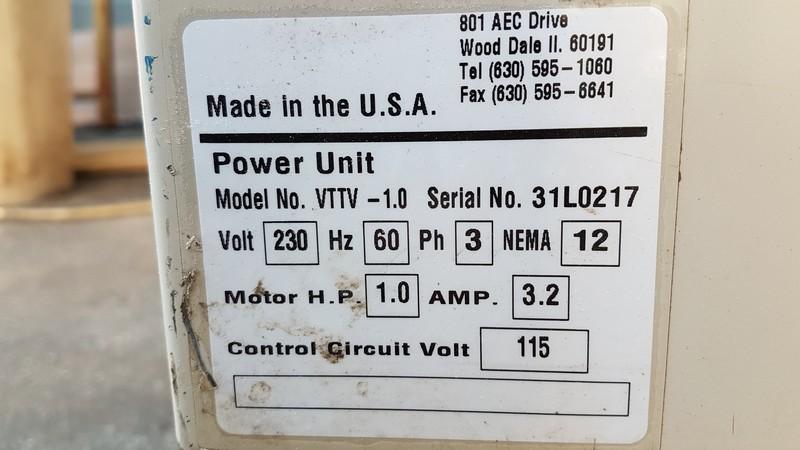 801 AEC Drive
Wood Dale Il. 60191
Tel (630) 595-1060
Fax (630) 595-6641
Made in the U.S.A.
Power Unit
Model No. VTTV -1.0 Serial No. 31L0217
Volt 230 Hz 60 Ph 3 NEMA 12
Motor H.P. 1.0 AMP. 3.2
Control Circuit Volt 115